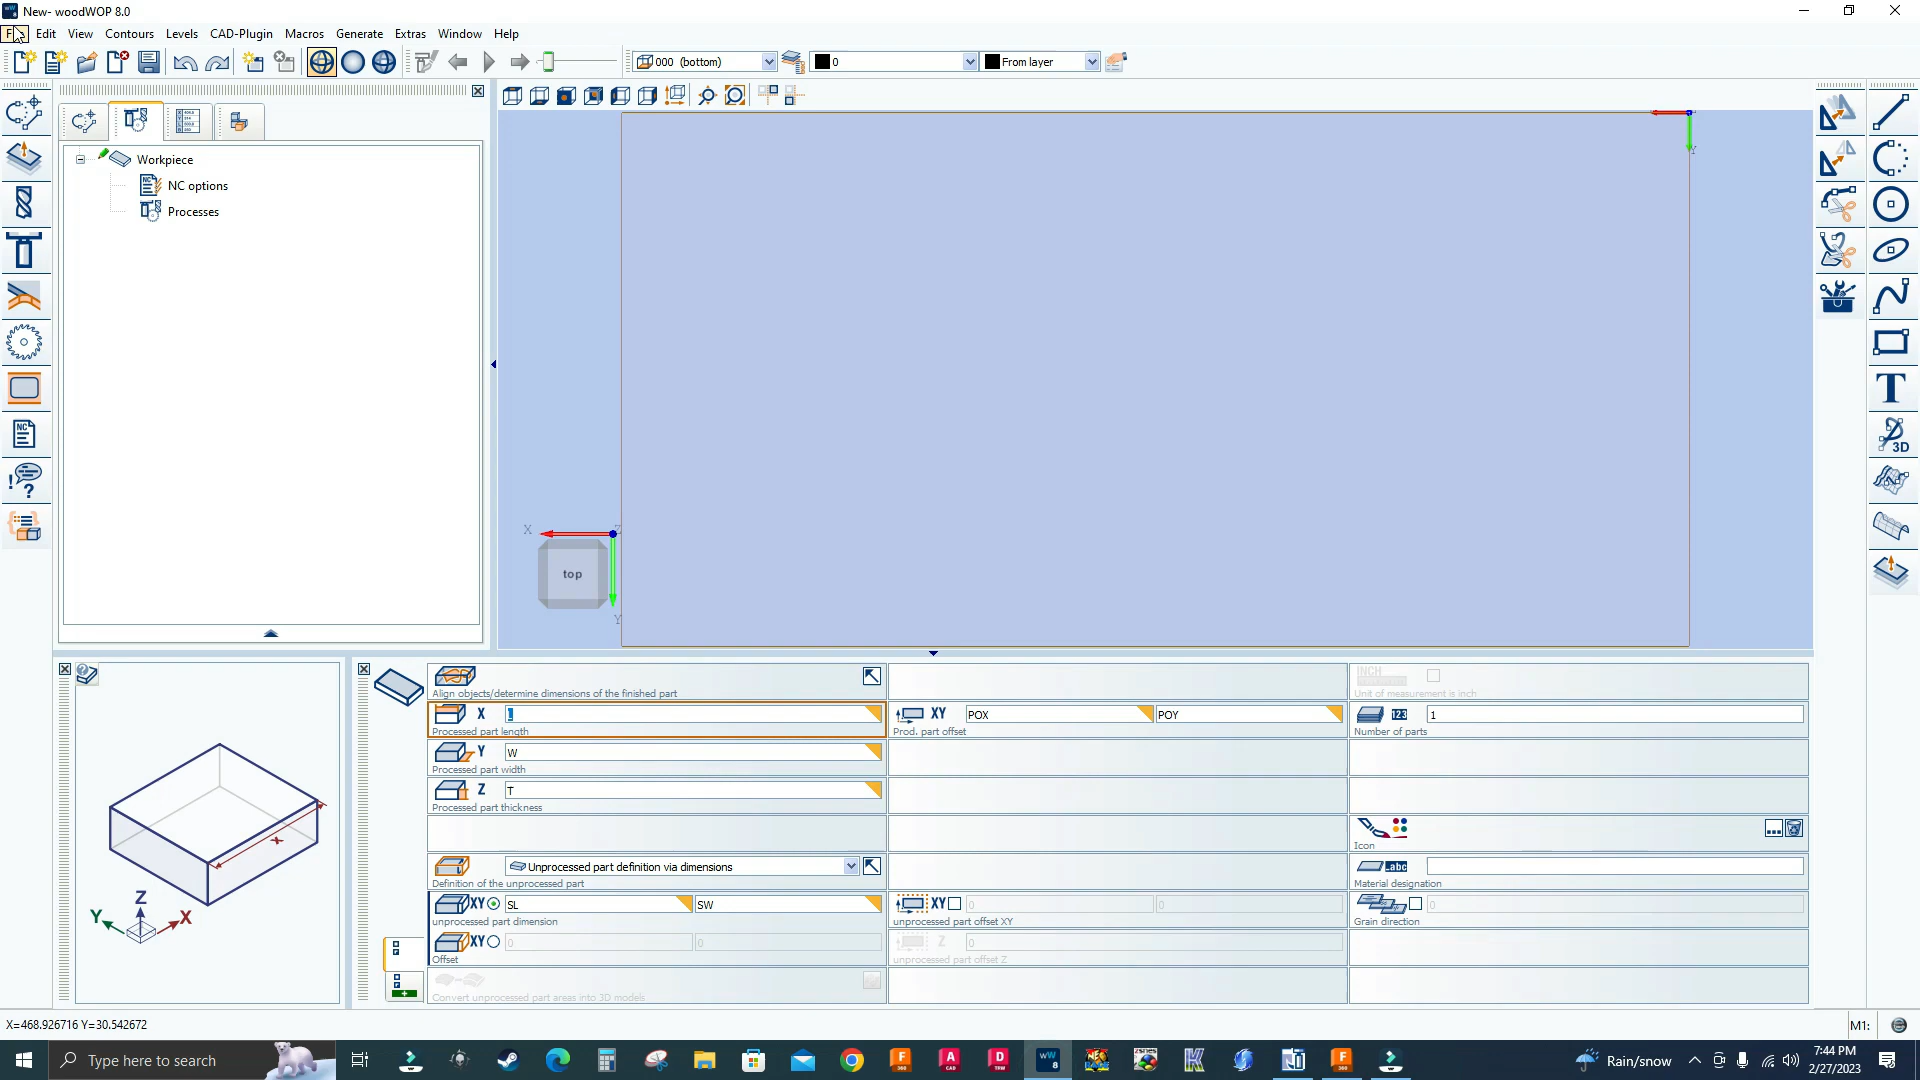 New- woodWOP 8.0
Edit View Contours Levels CAD-Plugin Extras Macros Generate Extras Window Help
000 (bottom) 0 From layer
Workpiece
NC options
Processes
X Z
top
Y
Y
T
3D
NC
Align objects/determine dimensions of the finished part
Unit of measurement is inch
INCH
X
Processed part length
XY POX POY
Prod. part offset
123 1
Number of parts
Y W
Processed part width
Z T
Processed part thickness
Icon
Unprocessed part definition via dimensions
Definition of the unprocessed part
abc
Material designation
XY SL SW
unprocessed part dimension
XY 0 0
unprocessed part offset XY
0
Grain direction
XY 0 0
Offset
Z 0
unprocessed part offset Z
Convert unprocessed part areas into 3D models
X
Z
Y X
X=468.926716 Y=30.542672
M1:
Type here to search
Rain/snow
7:44 PM
2/27/2023